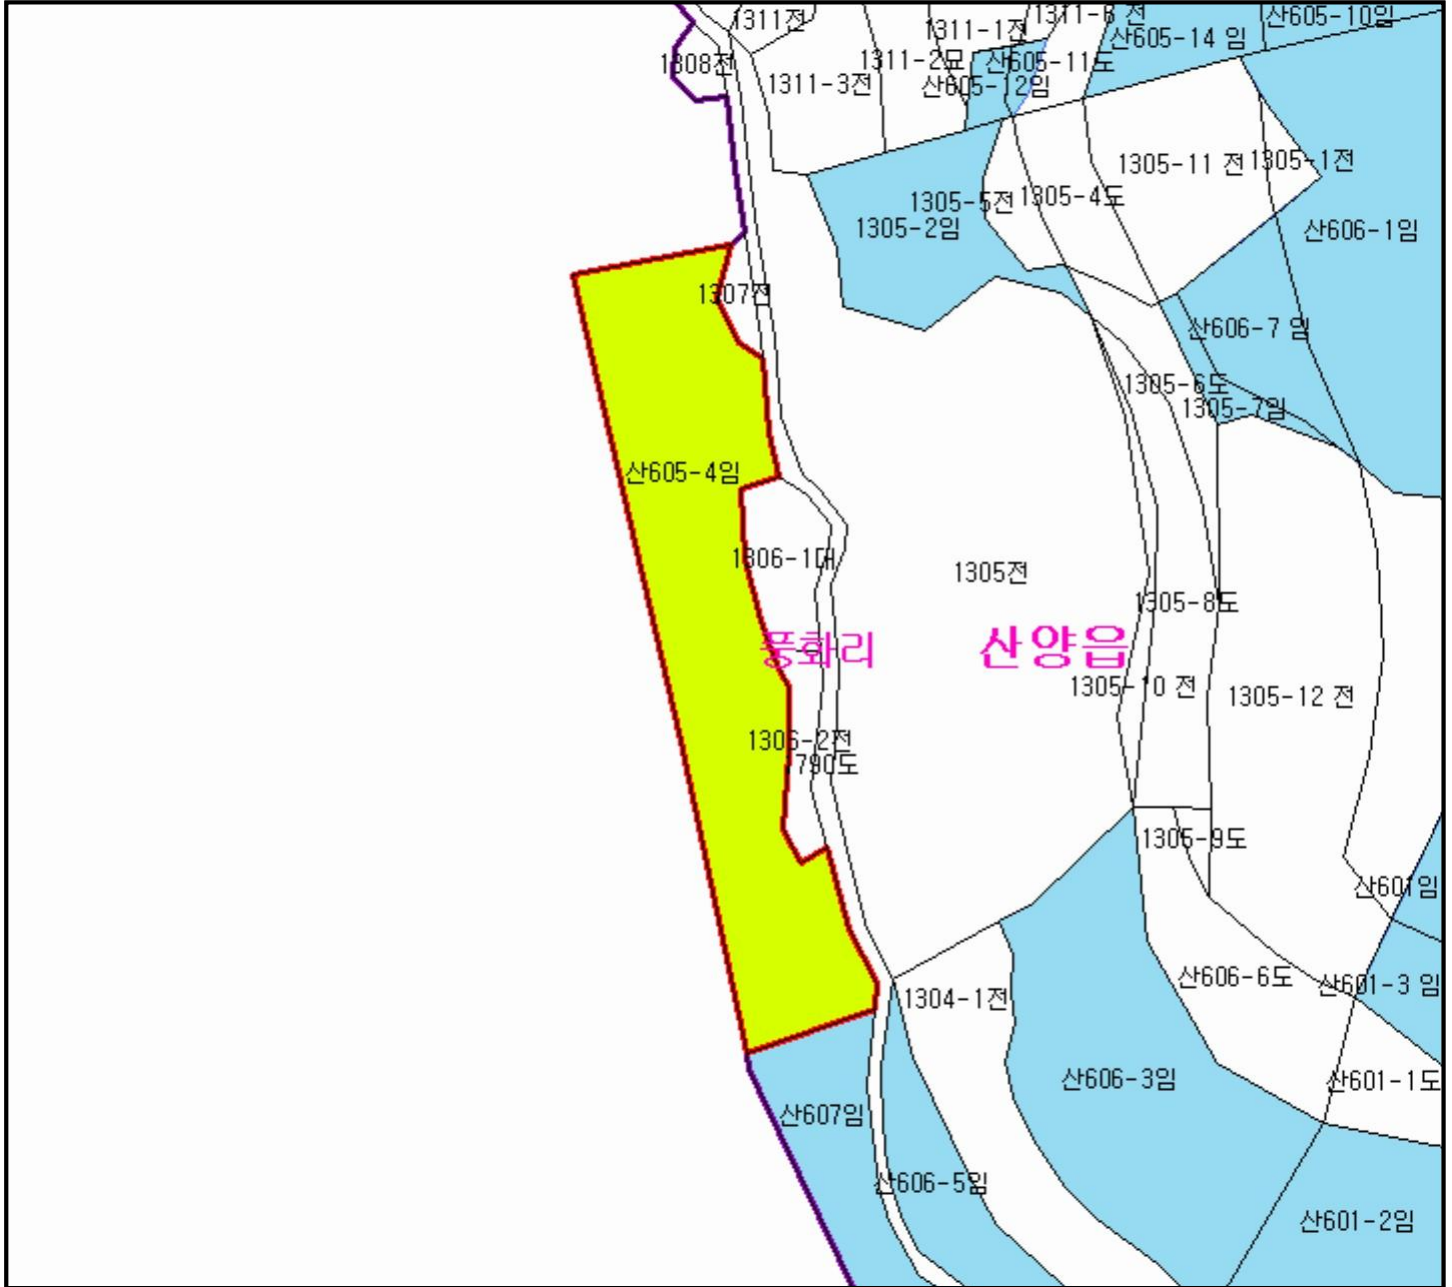 1311전
1311-1전
1311-6 전
산605-10임
산605-14 임
1308전
1311-2묘
산605-11도
1311-3전
산605-12임
1305-11 전
1305-1전
1305-5전
1305-4도
1305-2임
산606-1임
1307전
산606-7 임
1305-6도
1305-7임
산605-4임
1306-1대
1305전
1305-8도
풍화리
산양읍
1305-10 전
1305-12 전
1306-2전
790도
1305-9도
산601임
산606-6도
산601-3 임
1304-1전
산606-3임
산601-1도
산607임
산606-5임
산601-2임